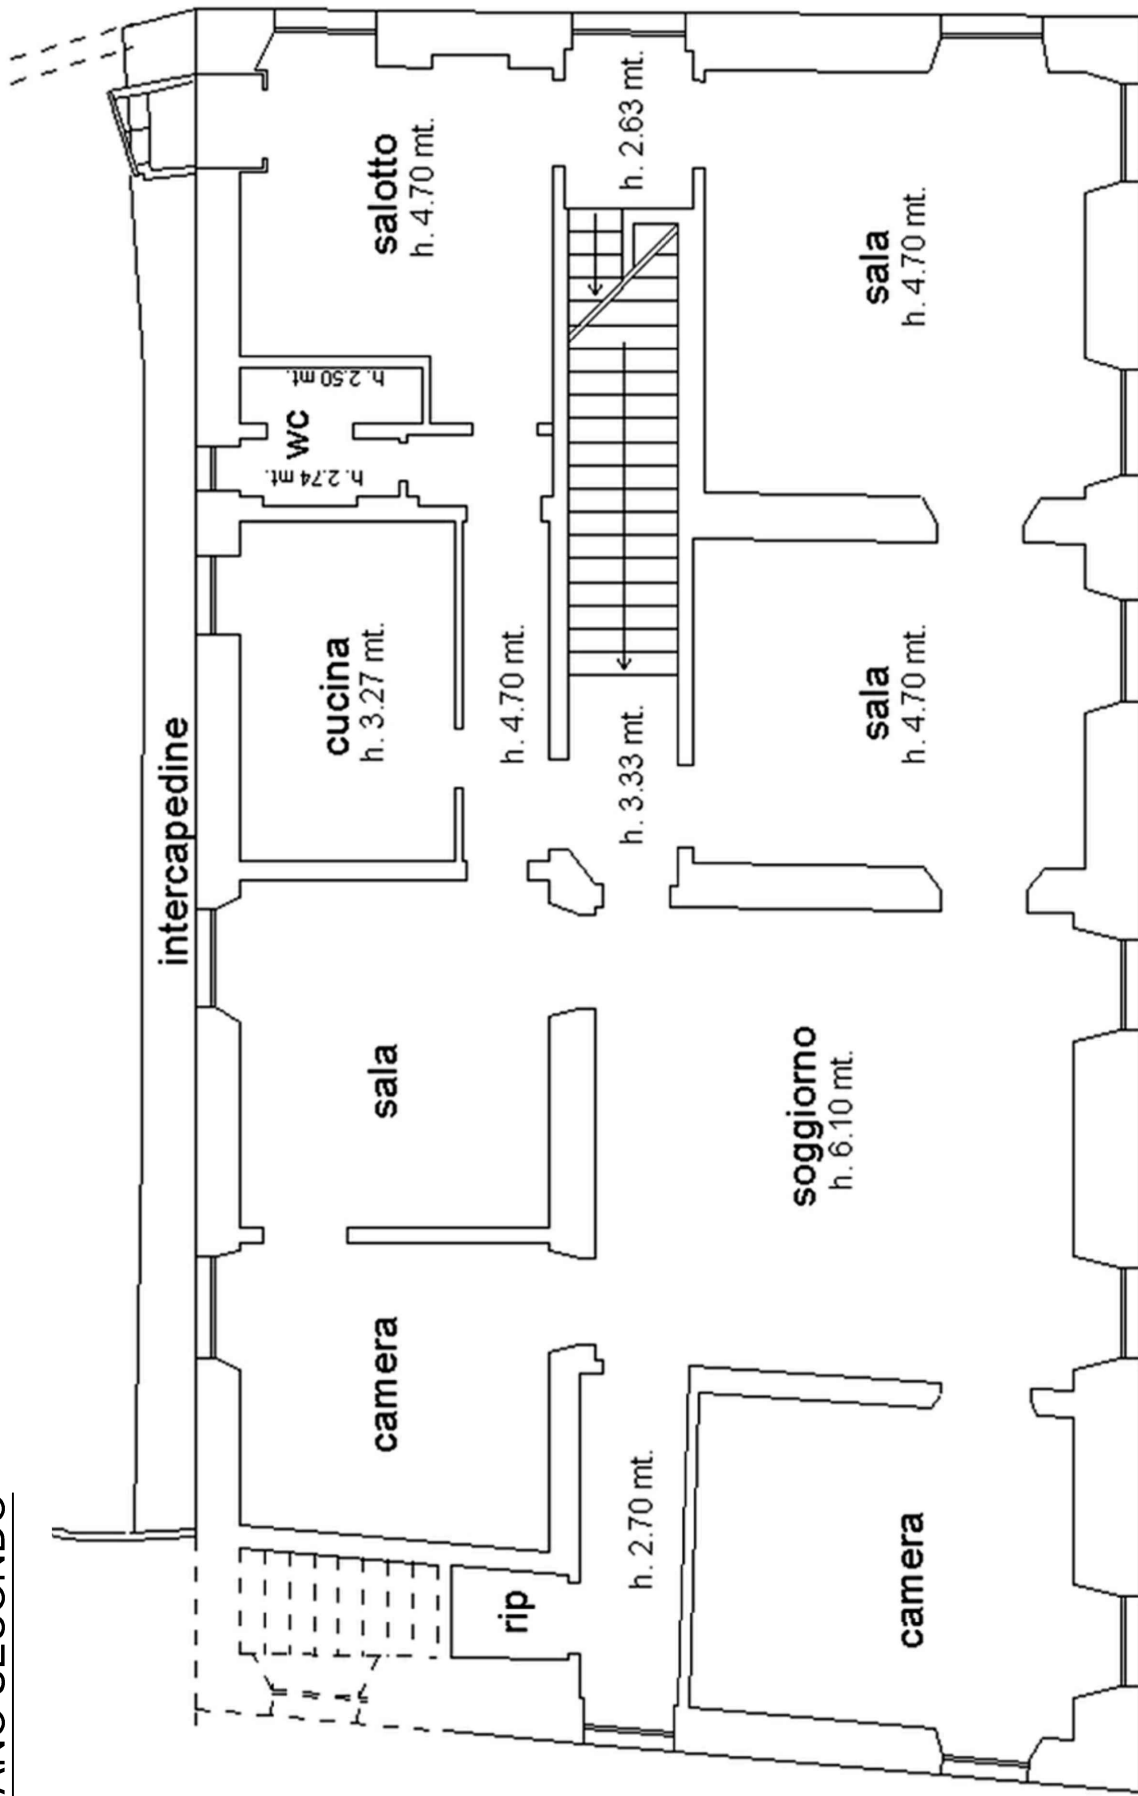 ANO SECONDO
intercapedine
h. 2.74 mt.
wc
h. 2.50 mt.
cucina
h. 3.27 mt.
camera
sala
salotto
h. 4.70 mt.
rip
h. 4.70 mt.
h. 2.70 mt.
h. 3.33 mt.
h. 2.63 mt.
soggiorno
h. 6.10 mt.
sala
h. 4.70 mt.
sala
h. 4.70 mt.
camera